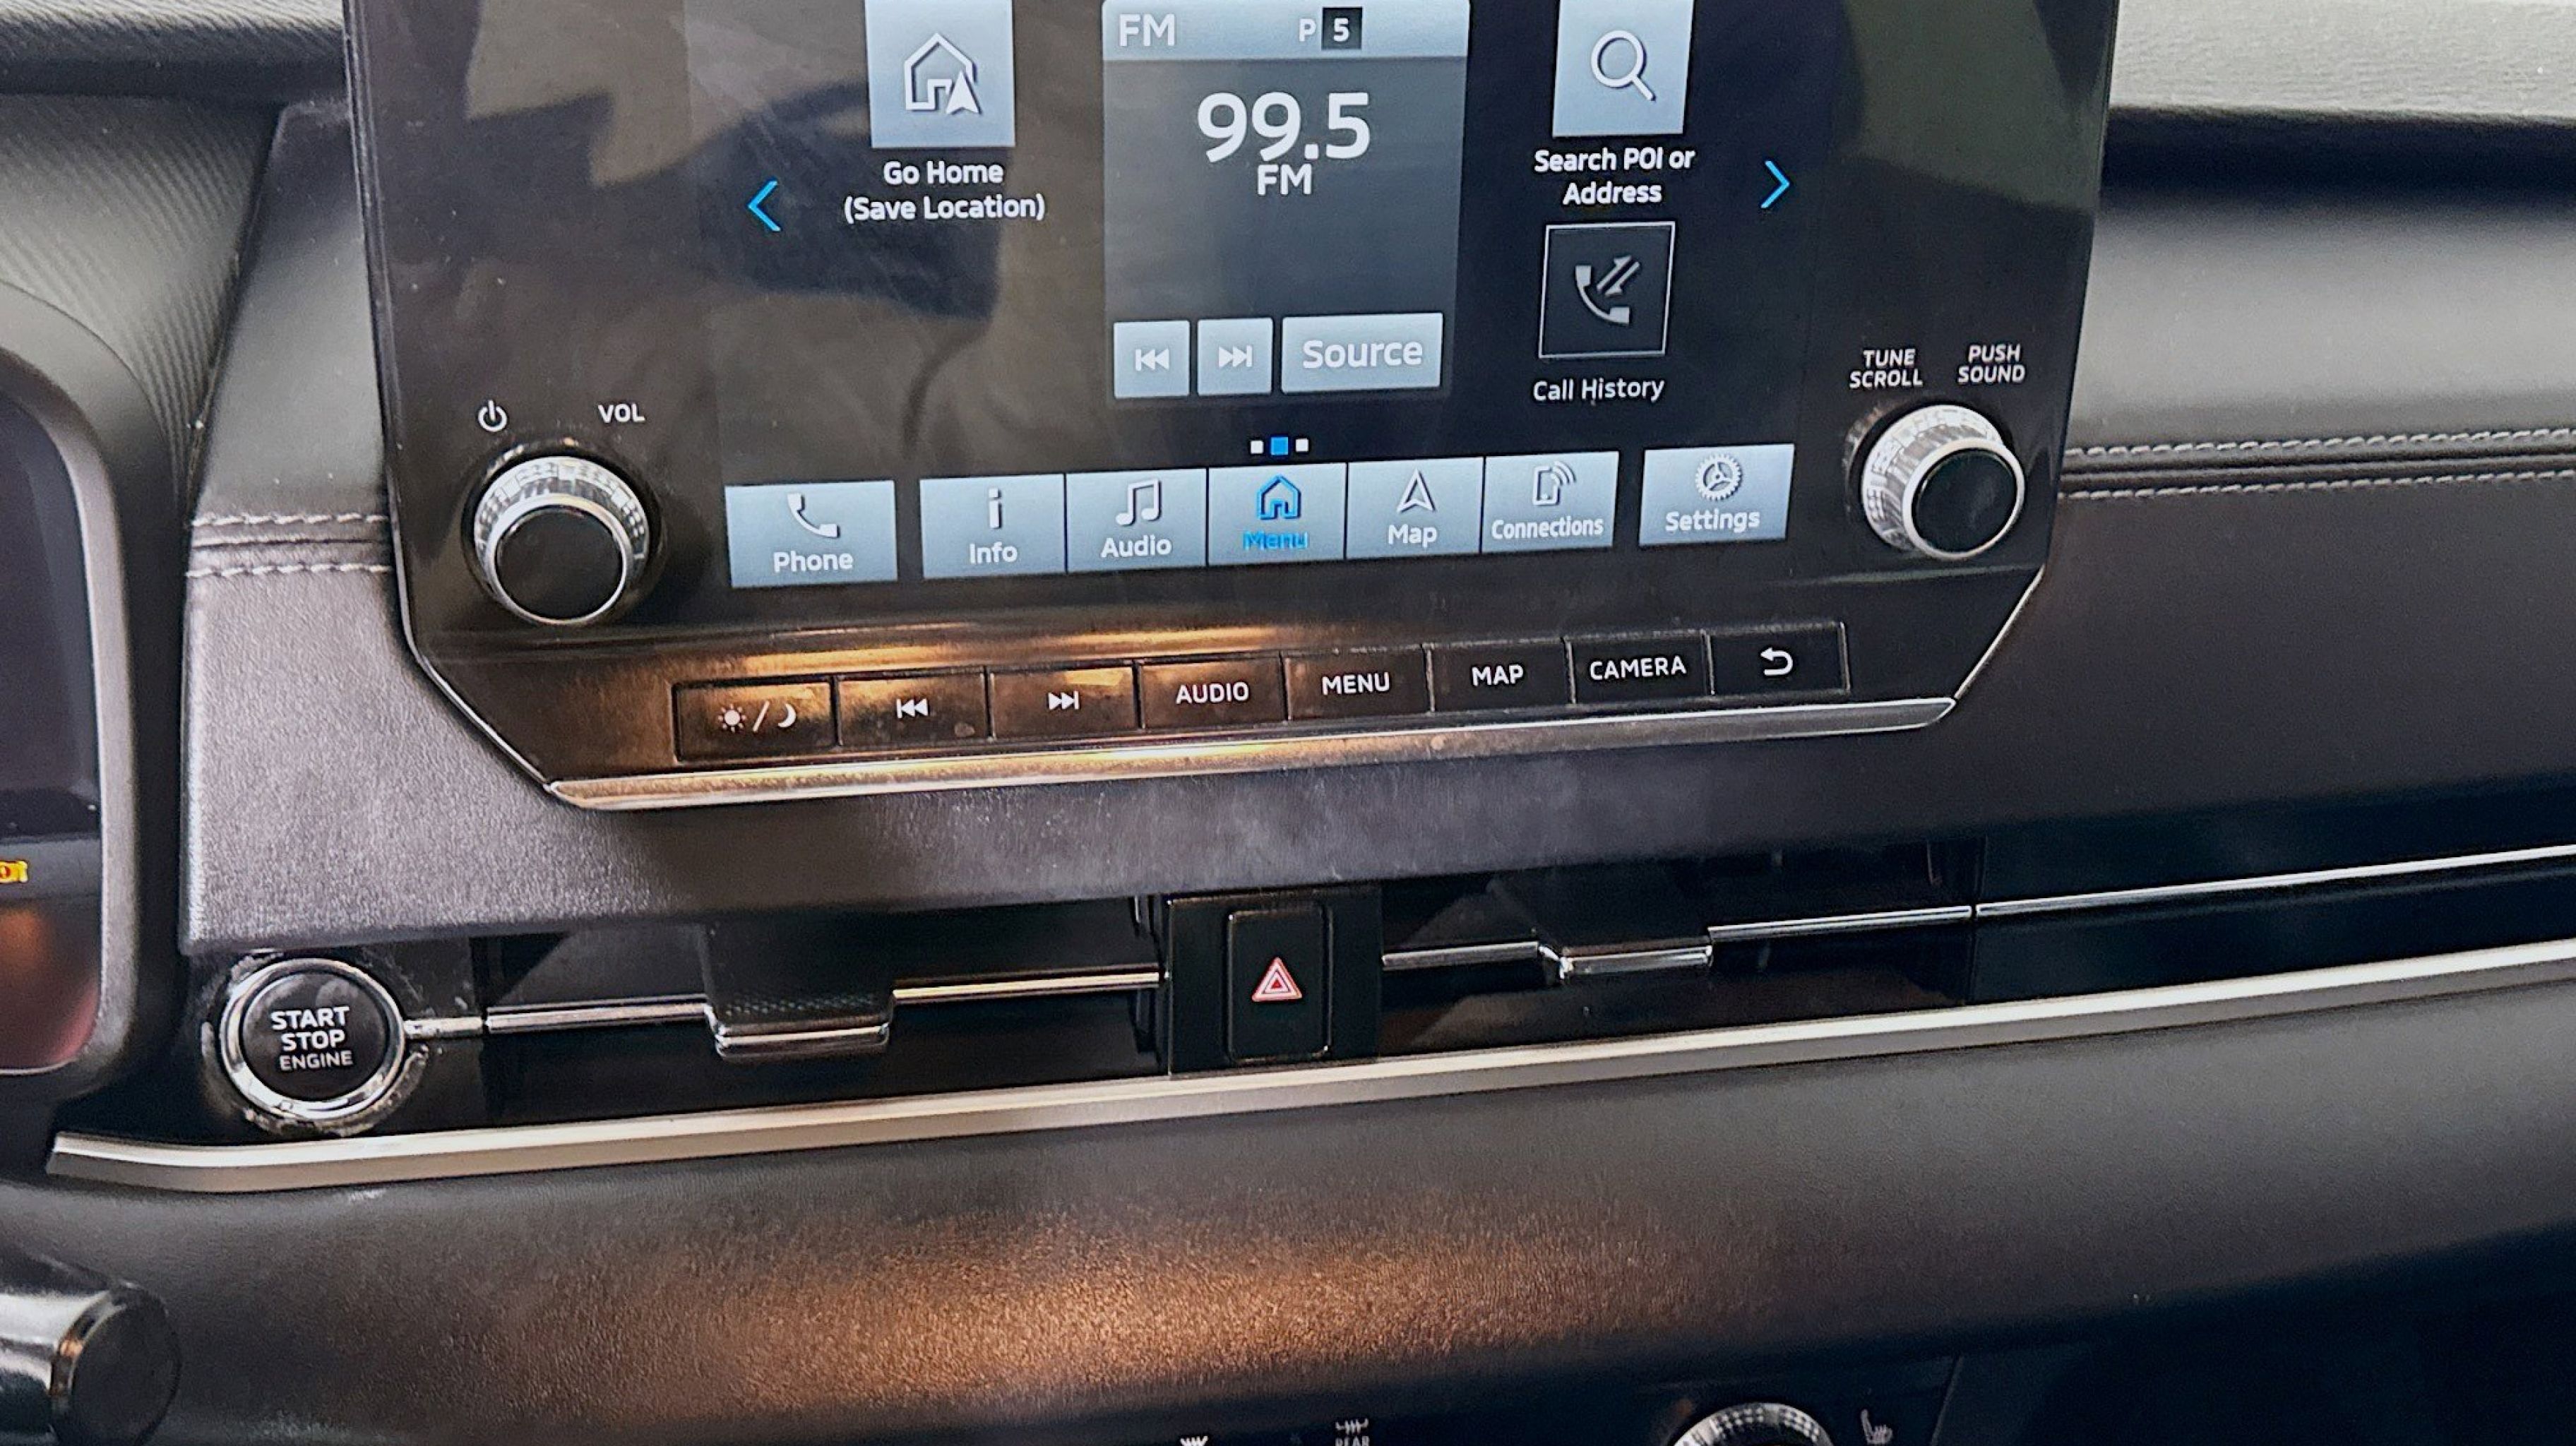 FM P 5
99.5
FM
Go Home
(Save Location)
Search POI or
Address
Source
Call History
VOL
TUNE
SCROLL
PUSH
SOUND
Phone
Info
Audio
Menu
Map
Connections
Settings
AUDIO
MENU
MAP
CAMERA
START
STOP
ENGINE
REAR